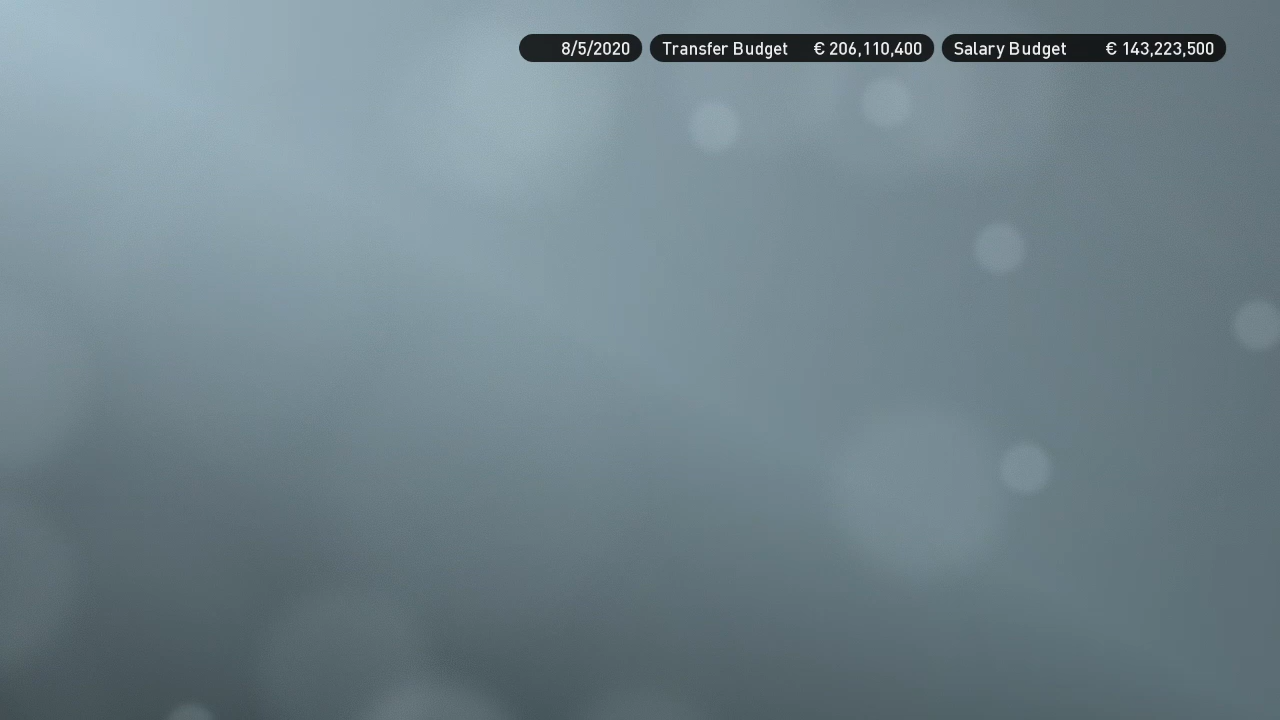 8/5/2020 Transfer Budget € 206,110,400 Salary Budget € 143,223,500